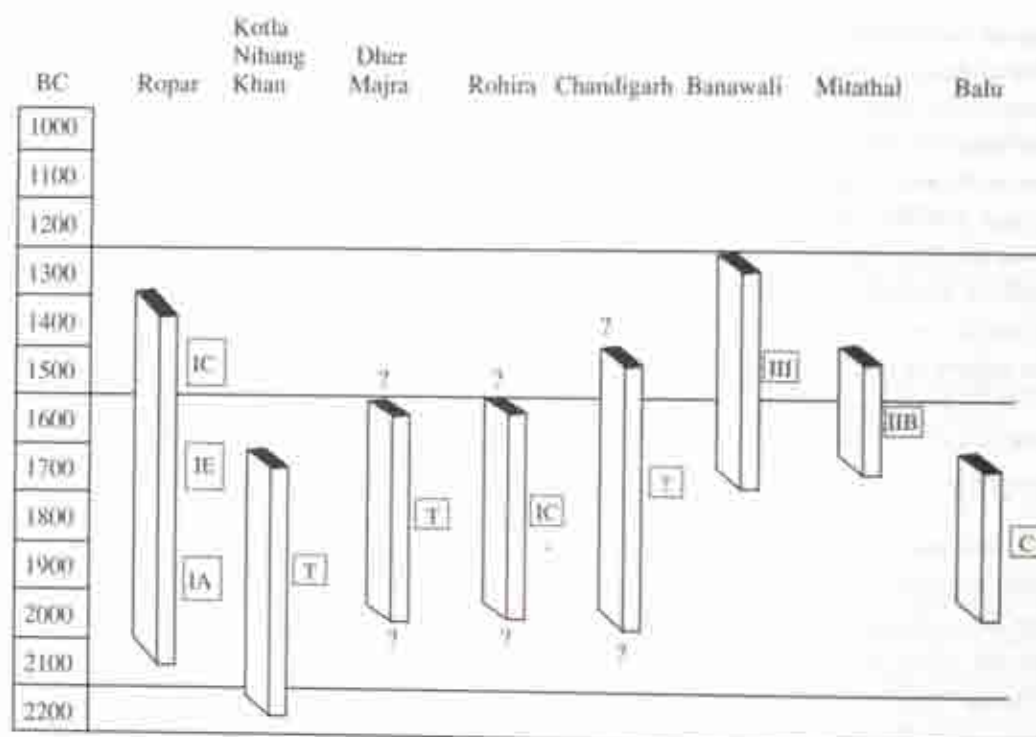 Kotla
Nihang
Khan
Dher
Majra
BC Ropar Rohira Chandigarh Banawali Mitathal Balu
1000
1100
1200
1300
1400
1500
1600
1700
1800
1900
2000
2100
2200
IC
IE
IA
T
?
T
?
?
IC
?
?
?
III
IIB
C